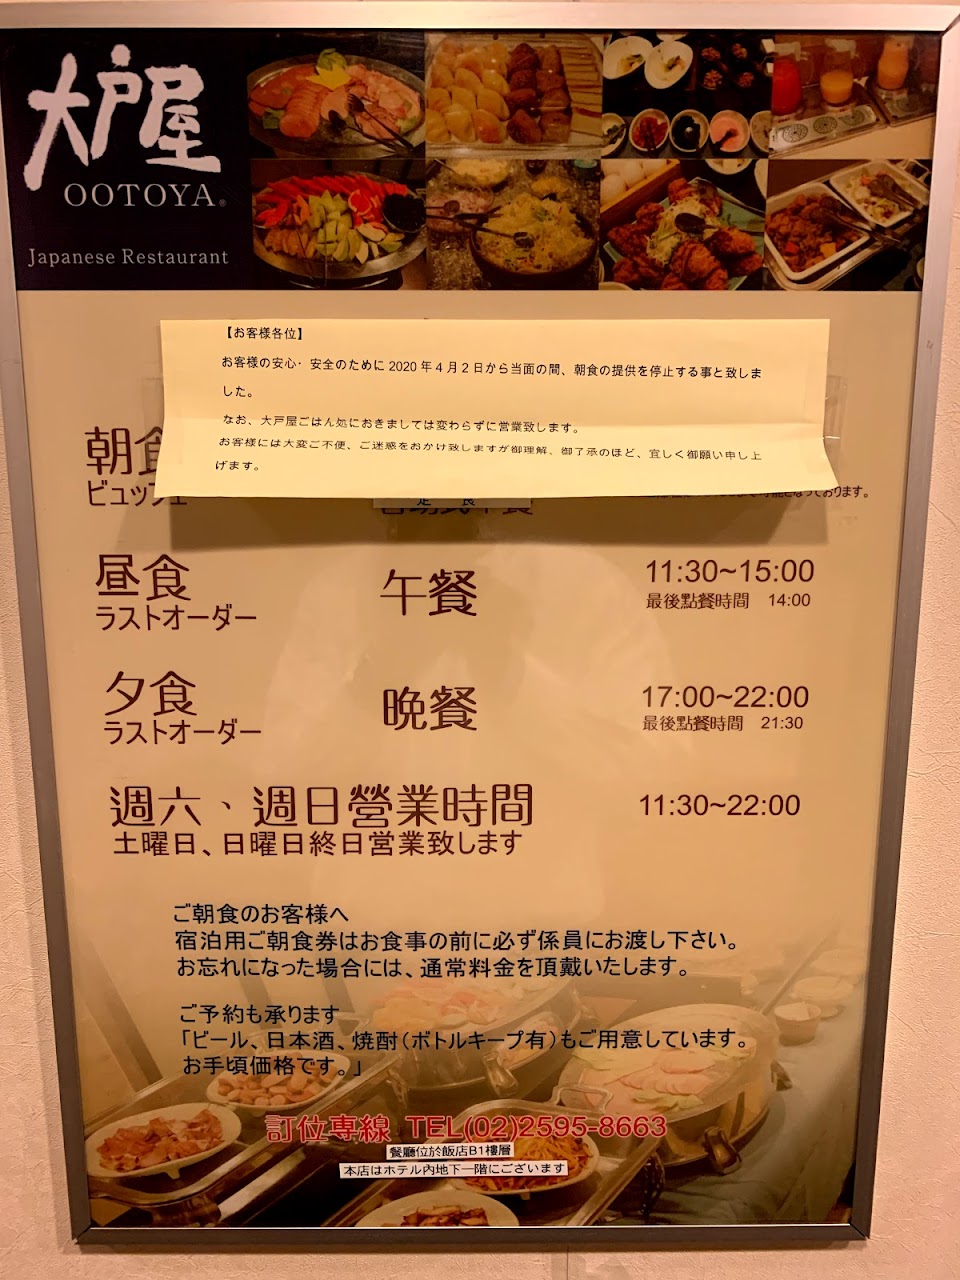 大戸屋
OOTOYA®
Japanese Restaurant
【お客様各位】
お客様の安心・安全のために2020年4月2日から当面の間、朝食の提供を停止する事と致しま
した。
なお、大戸屋ごはん処におきましては変わらずに営業致します。
お客様には大変ご不便、ご迷惑をおかけ致しますが御理解、御了承のほど、宜しく御願い申し上
げます。
朝食
ビュッフェ
定食
となっております。
昼食 午餐 11:30~15:00
ラストオーダー 最後點餐時間 14:00
夕食 晩餐 17:00~22:00
ラストオーダー 最後點餐時間 21:30
週六、週日營業時間 11:30~22:00
土曜日、日曜日終日営業致します
ご朝食のお客様へ
宿泊用ご朝食券はお食事の前に必ず係員にお渡し下さい。
お忘れになった場合には、通常料金を頂戴いたします。
ご予約も承ります
「ビール、日本酒、焼酎(ボトルキープ有)もご用意しています。
お手頃価格です。」
訂位専線 TEL(02)2595-8663
餐廳位於飯店B1樓層
本店はホテル内地下一階にございます